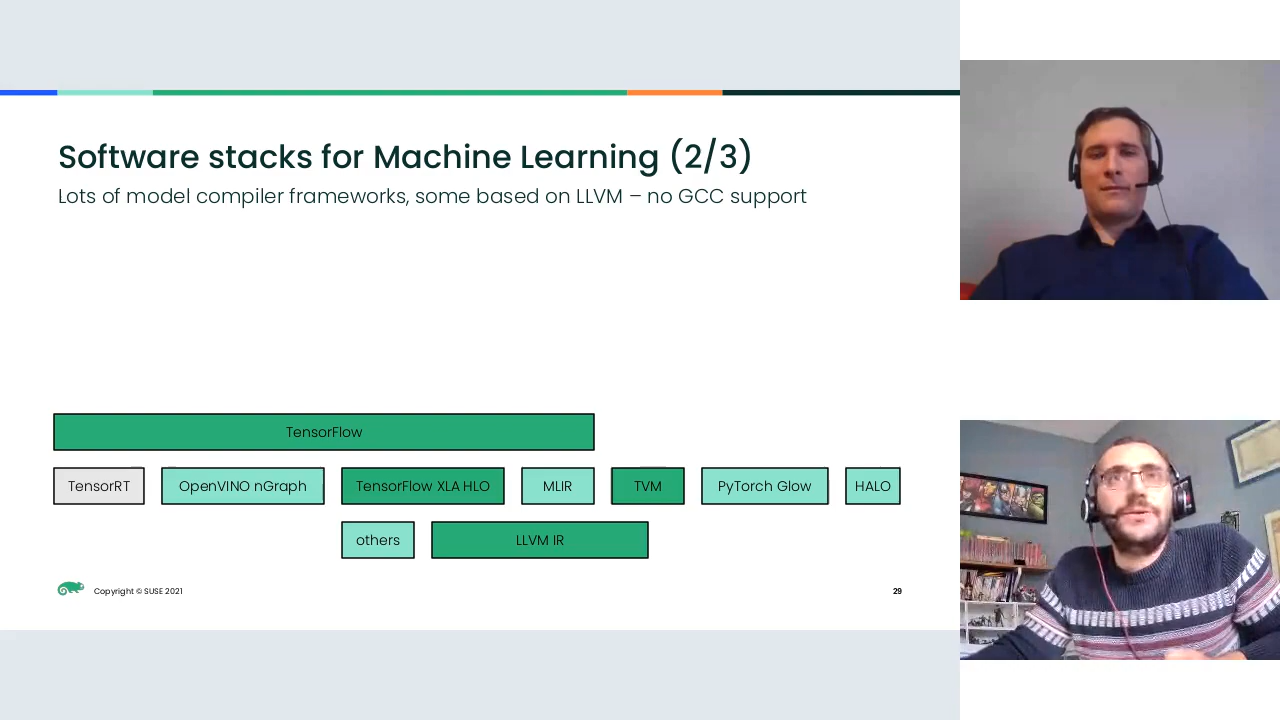 Software stacks for Machine Learning (2/3)
Lots of model compiler frameworks, some based on LLVM – no GCC support
TensorFlow
TensorRT
OpenVINO nGraph
TensorFlow XLA HLO
MLIR
TVM
PyTorch Glow
HALO
others
LLVM IR
Copyright © SUSE 2021
29